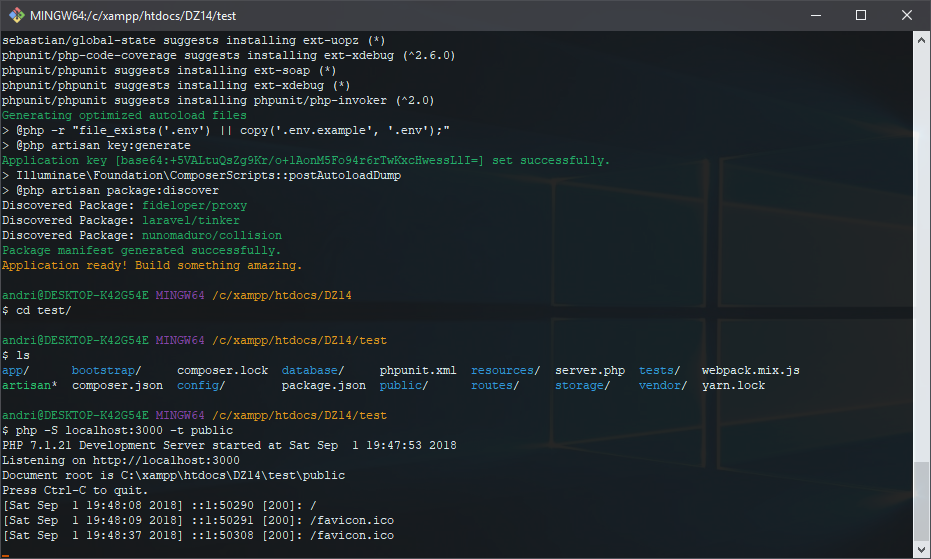 MINGW64:/c/xampp/htdocs/DZ14/test
sebastian/global-state suggests installing ext-uopz (*)
phpunit/php-code-coverage suggests installing ext-xdebug (^2.6.0)
phpunit/phpunit suggests installing ext-soap (*)
phpunit/phpunit suggests installing ext-xdebug (*)
phpunit/phpunit suggests installing phpunit/php-invoker (^2.0)
Generating optimized autoload files
> @php -r "file_exists('.env') || copy('.env.example', '.env');"
> @php artisan key:generate
Application key [base64:+5VALtuQsZg9Kr/o+lAonM5Fo94r6rTwKxcHwessLlI=] set successfully.
> Illuminate\Foundation\ComposerScripts::postAutoloadDump
> @php artisan package:discover
Discovered Package: fideloper/proxy
Discovered Package: laravel/tinker
Discovered Package: nunomaduro/collision
Package manifest generated successfully.
Application ready! Build something amazing.
andri@DESKTOP-K42G54E MINGW64 /c/xampp/htdocs/DZ14
$ cd test/
andri@DESKTOP-K42G54E MINGW64 /c/xampp/htdocs/DZ14/test
$ ls
app/ bootstrap/ composer.lock database/ phpunit.xml resources/ server.php tests/ webpack.mix.js
artisan* composer.json config/ package.json public/ routes/ storage/ vendor/ yarn.lock
andri@DESKTOP-K42G54E MINGW64 /c/xampp/htdocs/DZ14/test
$ php -S localhost:3000 -t public
PHP 7.1.21 Development Server started at Sat Sep  1 19:47:53 2018
Listening on http://localhost:3000
Document root is C:\xampp\htdocs\DZ14\test\public
Press Ctrl-C to quit.
[Sat Sep  1 19:48:08 2018] ::1:50290 [200]: /
[Sat Sep  1 19:48:09 2018] ::1:50291 [200]: /favicon.ico
[Sat Sep  1 19:48:37 2018] ::1:50308 [200]: /favicon.ico